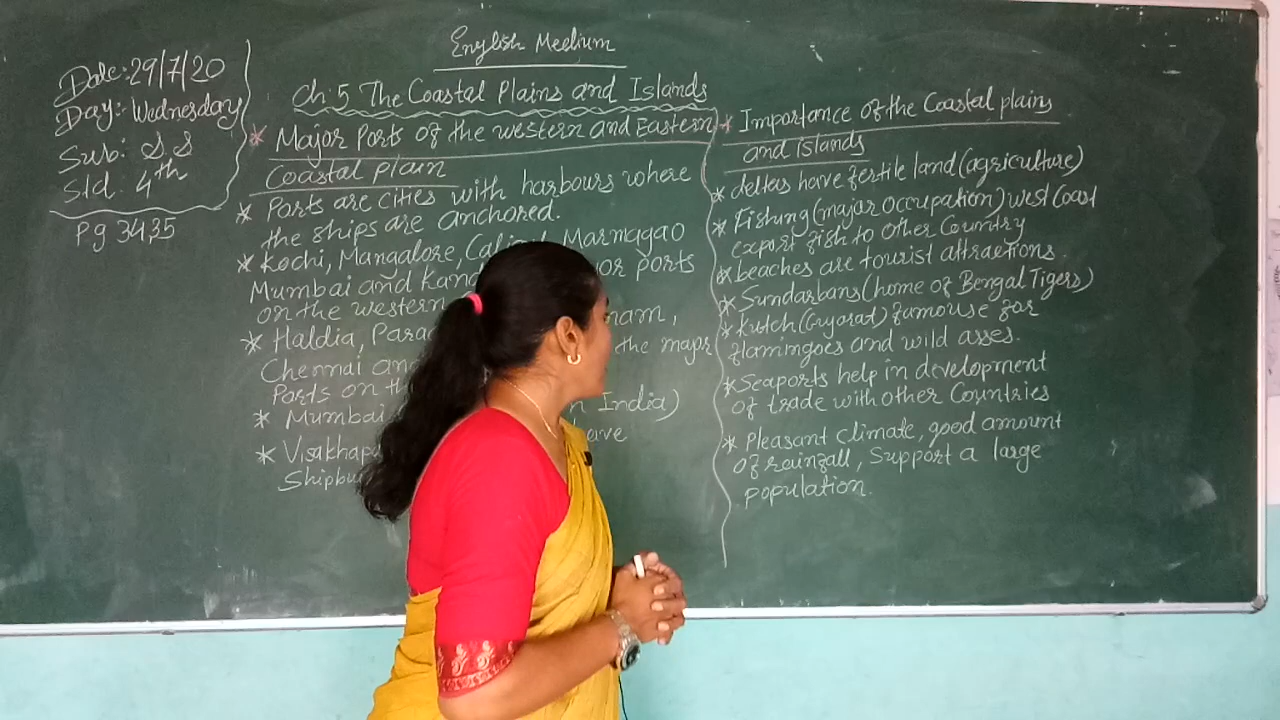 English Medium
Date: 29/7/20
Day:- Wednesday
Sub: S S
Std. 4th
Pg 34,35
Ch: 5 The Coastal Plains and Islands
* Major Ports of the western and Eastern
Coastal plain
* Ports are cities with harbours where
the ships are anchored.
* Kochi, Mangalore, Marmagao
Mumbai and ports
on the western
* Haldia,
Chennai the major
Ports on
* Mumbai India)
*
* Importance of the Coastal plains
and Islands
* deltas have fertile land (agriculture)
* Fishing (major occupation) west Coast
export fish to other Country
* beaches are tourist attractions.
* Sundarbans (home of Bengal Tigers)
* Kutch (Gujarat) famouse for
flamingoes and wild asses.
* Seaports help in development
of trade with other Countries
* Pleasant climate, good amount
of rainfall, support a large
population.